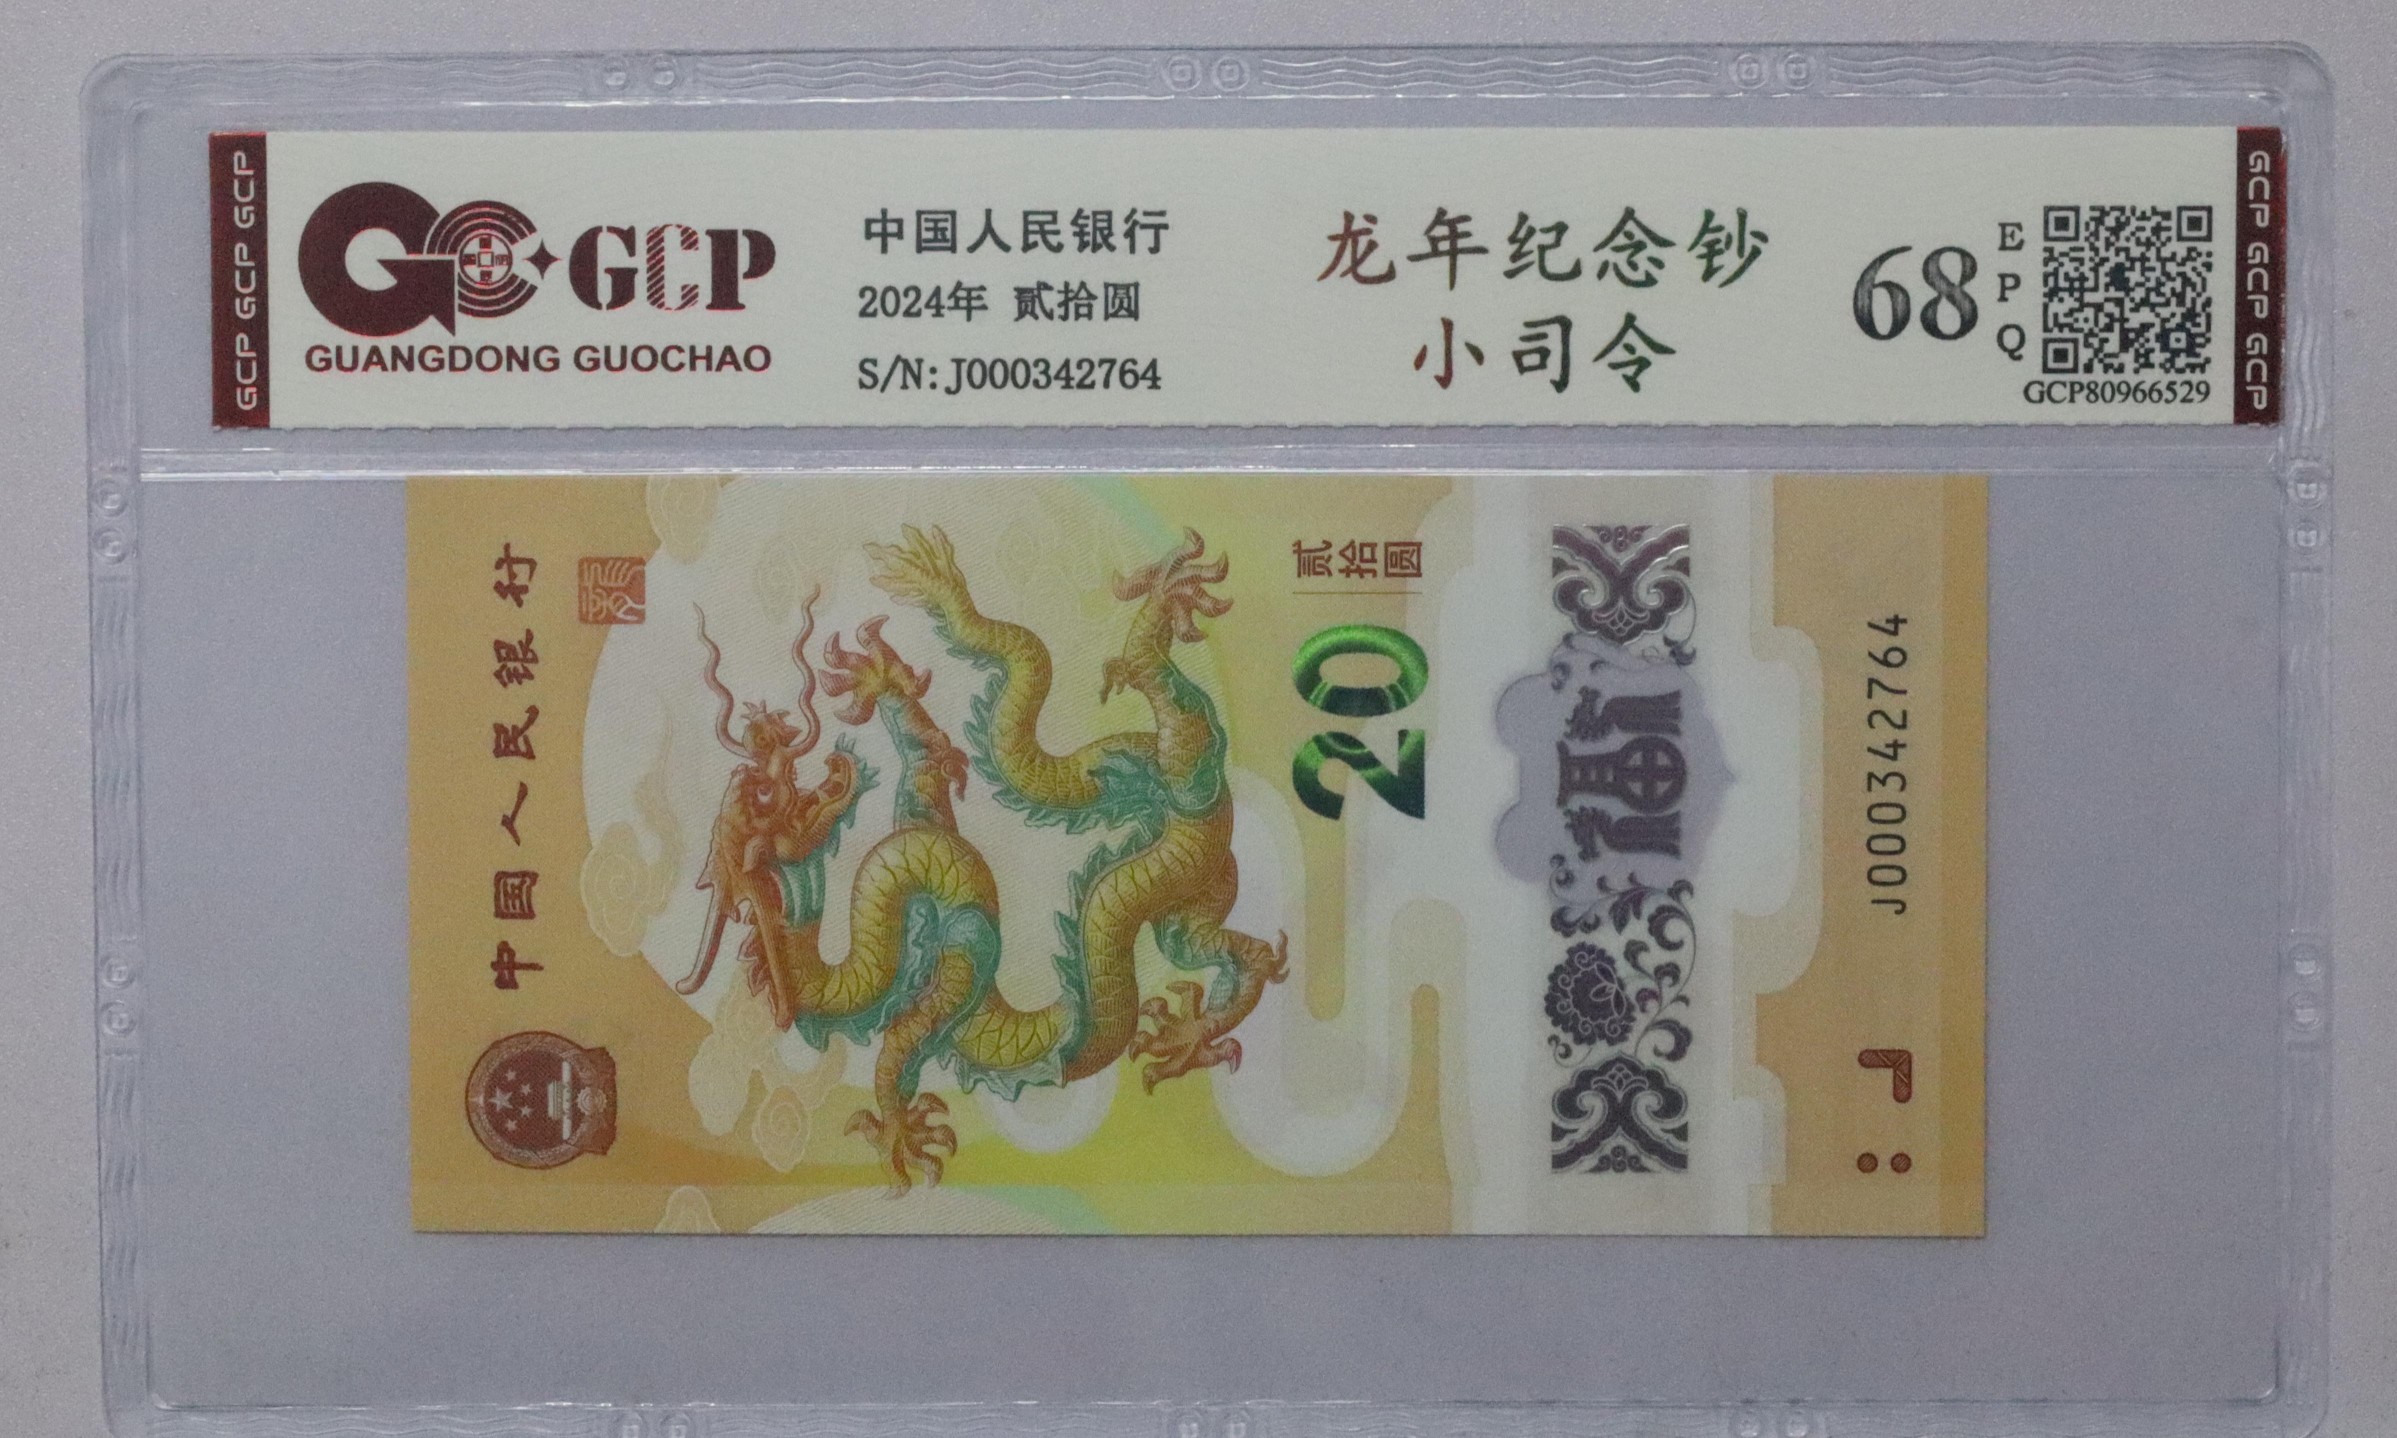 GCP GCP GCP
GCP
GUANGDONG GUOCHAO
中国人民银行
2024年 贰拾圆
S/N: J000342764
龙年纪念钞
小司令
68
E
P
Q
GCP80966529
GCP GCP GCP
中国人民银行
贰拾圆
20
J000342764